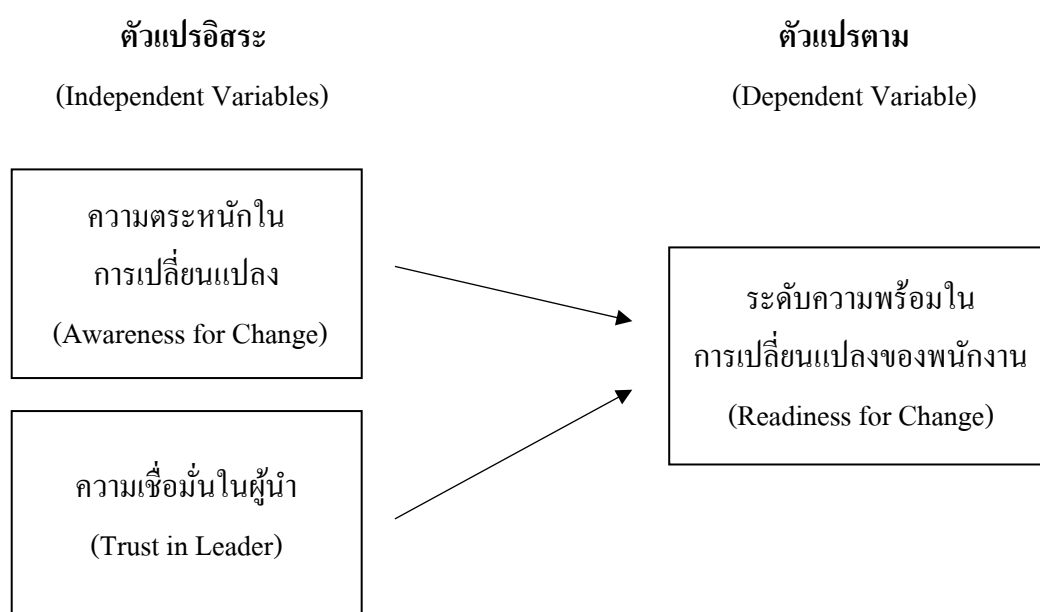 ตัวแปรอิสระ
(Independent Variables)
ตัวแปรตาม
(Dependent Variable)
ความตระหนักใน
การเปลี่ยนแปลง
(Awareness for Change)
ความเชื่อมั่นในผู้นำ
(Trust in Leader)
ระดับความพร้อมใน
การเปลี่ยนแปลงของพนักงาน
(Readiness for Change)